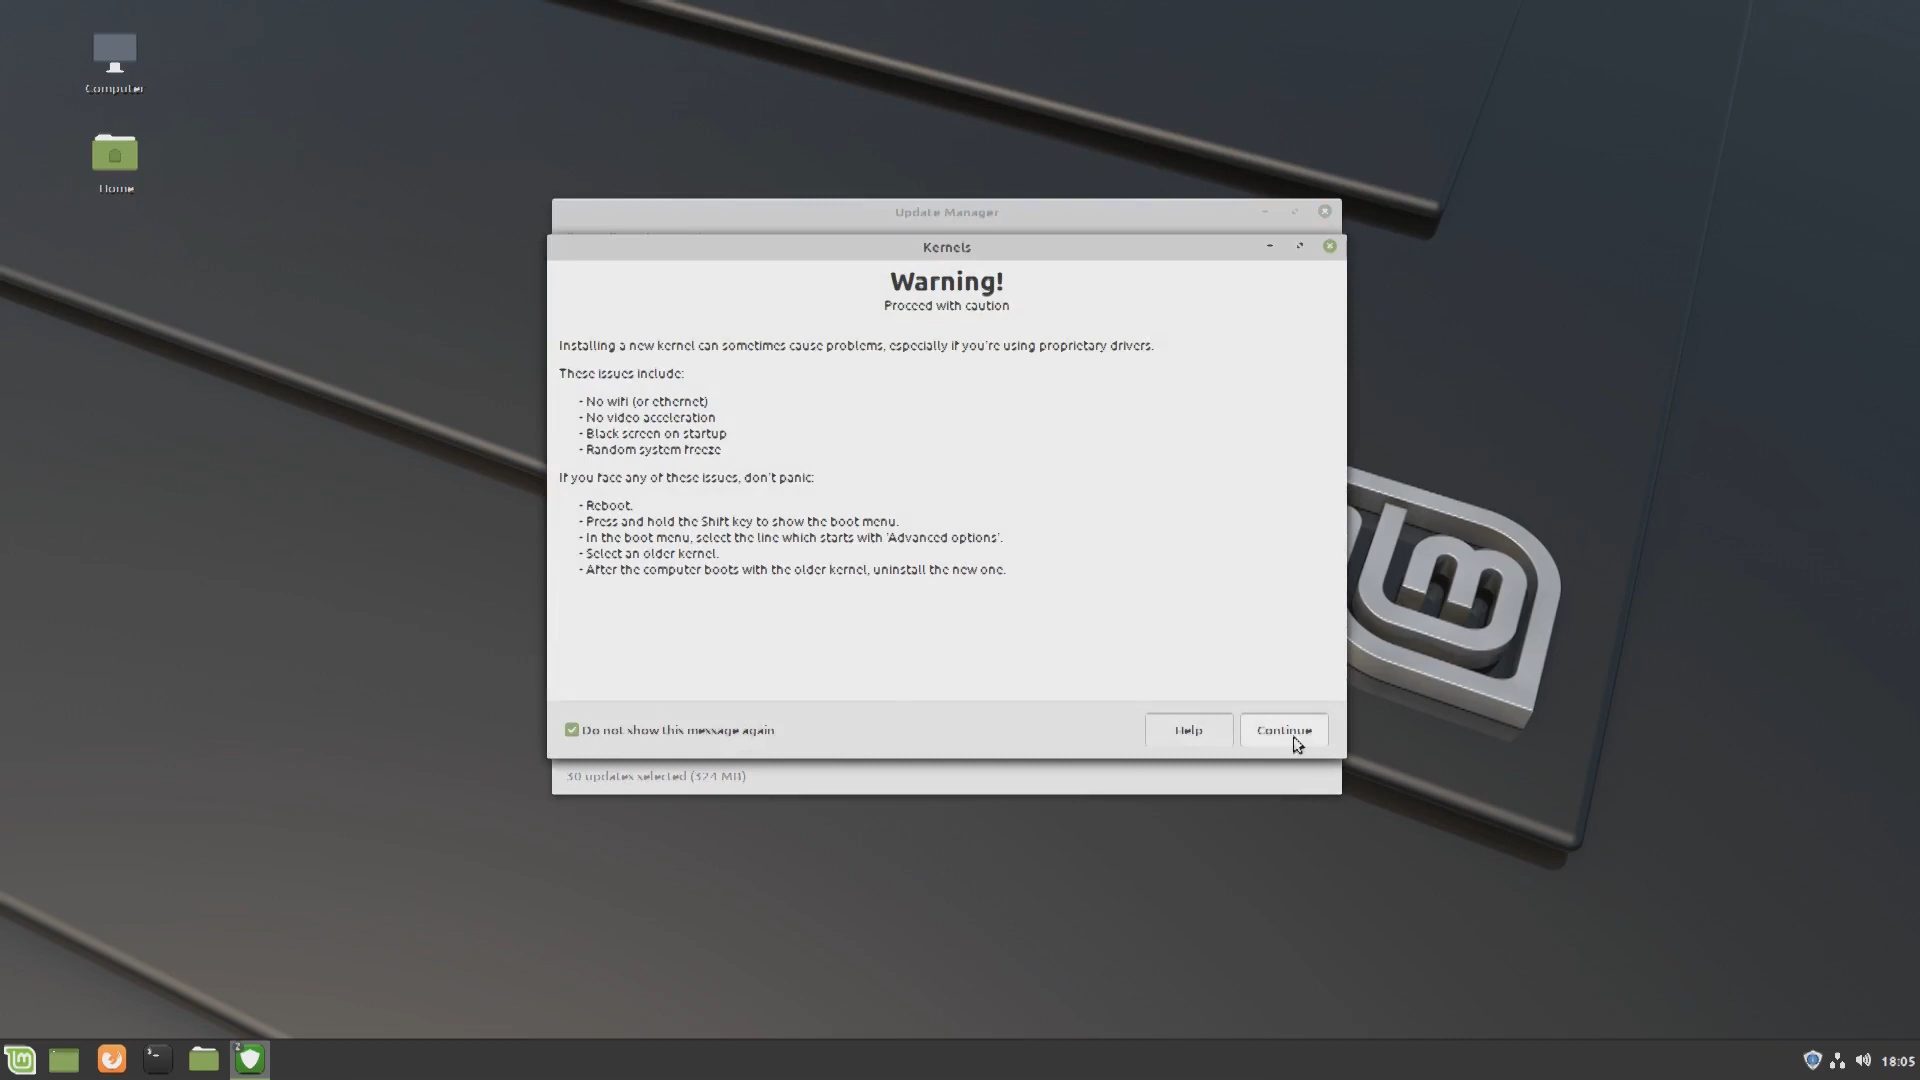 Computer
Home
Update Manager
Kernels
Warning!
Proceed with caution
Installing a new kernel can sometimes cause problems, especially if you're using proprietary drivers.
These issues include:
- No wifi (or ethernet)
- No video acceleration
- Black screen on startup
- Random system freeze
If you face any of these issues, don't panic:
- Reboot.
- Press and hold the Shift key to show the boot menu.
- In the boot menu, select the line which starts with 'Advanced options'.
- Select an older kernel.
- After the computer boots with the older kernel, uninstall the new one.
Do not show this message again
Help
Continue
30 updates selected (324 MB)
2
18:05